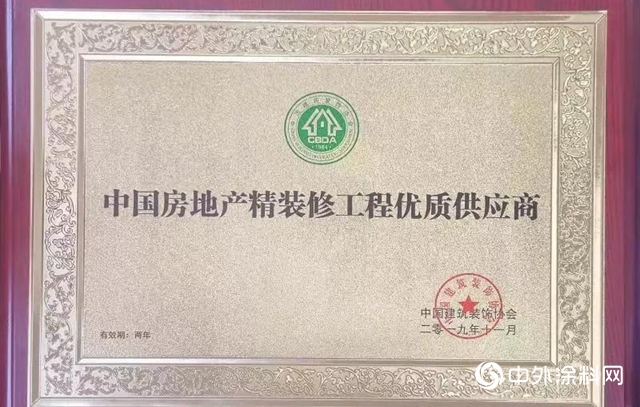 CBDA
1984
中国房地产精装修工程优质供应商
中国建筑装饰协会
二零一九年十一月
有效期：两年
中外涂料网